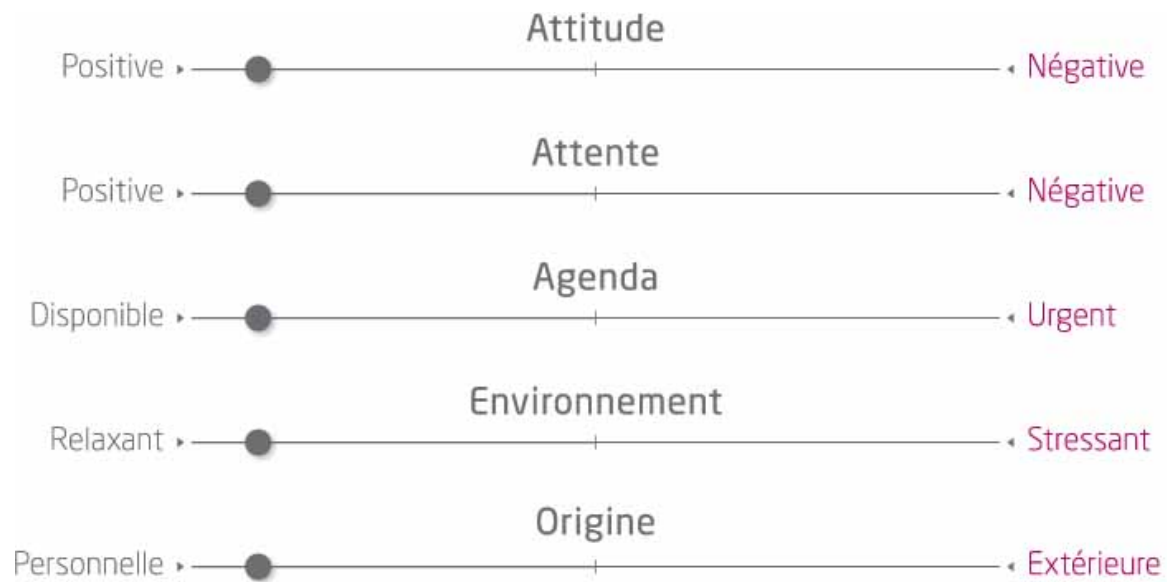 Attitude
Positive Négative
Attente
Positive Négative
Agenda
Disponible Urgent
Environnement
Relaxant Stressant
Origine
Personnelle Extérieure